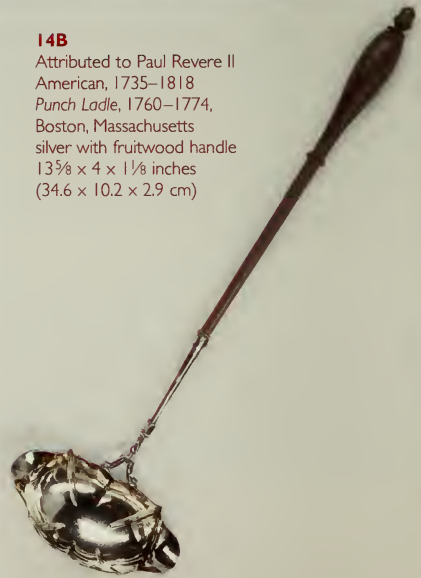 14B
Attributed to Paul Revere II
American, 1735–1818
Punch Ladle, 1760–1774,
Boston, Massachusetts
silver with fruitwood handle
13⅝ x 4 x 1⅛ inches
(34.6 x 10.2 x 2.9 cm)